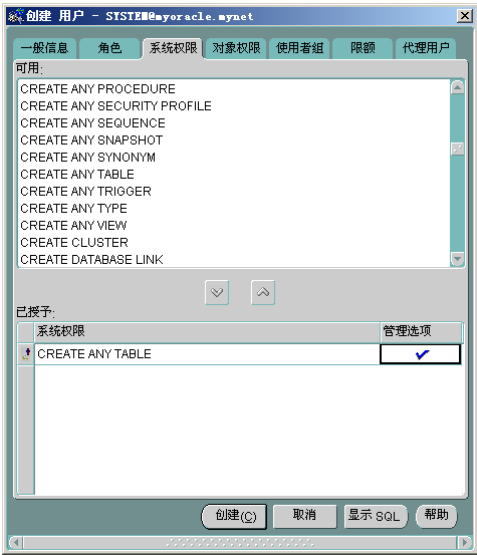 创建 用户 - SYSTEM@myoracle.mynet
一般信息 角色 系统权限 对象权限 使用者组 限额 代理用户
可用:
CREATE ANY PROCEDURE
CREATE ANY SECURITY PROFILE
CREATE ANY SEQUENCE
CREATE ANY SNAPSHOT
CREATE ANY SYNONYM
CREATE ANY TABLE
CREATE ANY TRIGGER
CREATE ANY TYPE
CREATE ANY VIEW
CREATE CLUSTER
CREATE DATABASE LINK
已授予:
系统权限 管理选项
CREATE ANY TABLE
创建(C) 取消 显示 SQL 帮助